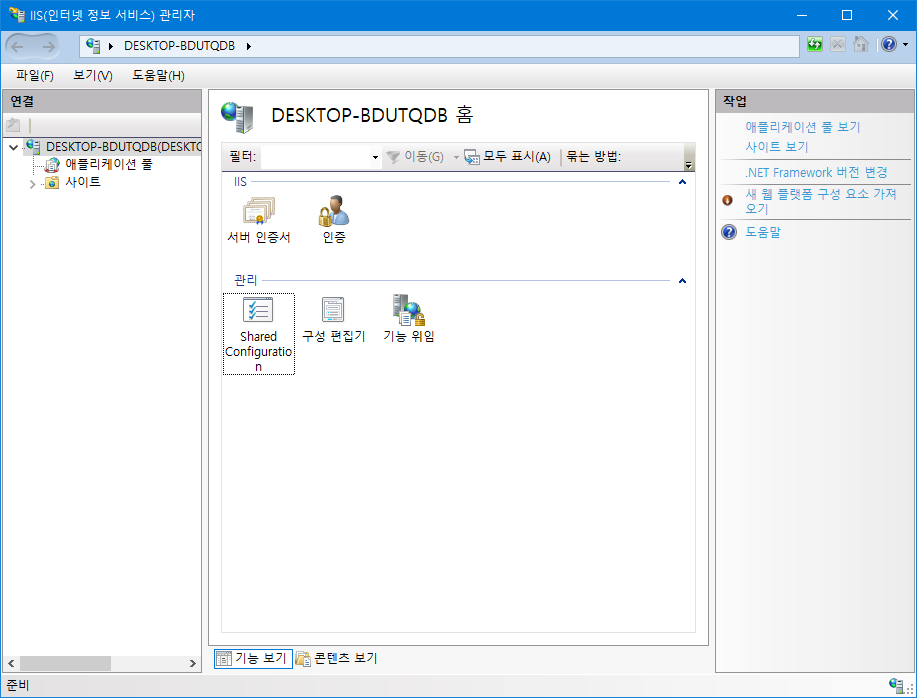 IIS(인터넷 정보 서비스) 관리자
DESKTOP-BDUTQDB
파일(F) 보기(V) 도움말(H)
연결
DESKTOP-BDUTQDB(DESKTO
애플리케이션 풀
사이트
DESKTOP-BDUTQDB 홈
필터: 이동(G) 모두 표시(A) 묶는 방법:
IIS
서버 인증서 인증
관리
Shared
Configuratio
n
구성 편집기 기능 위임
기능 보기 콘텐츠 보기
작업
애플리케이션 풀 보기
사이트 보기
.NET Framework 버전 변경
새 웹 플랫폼 구성 요소 가져
오기
도움말
준비